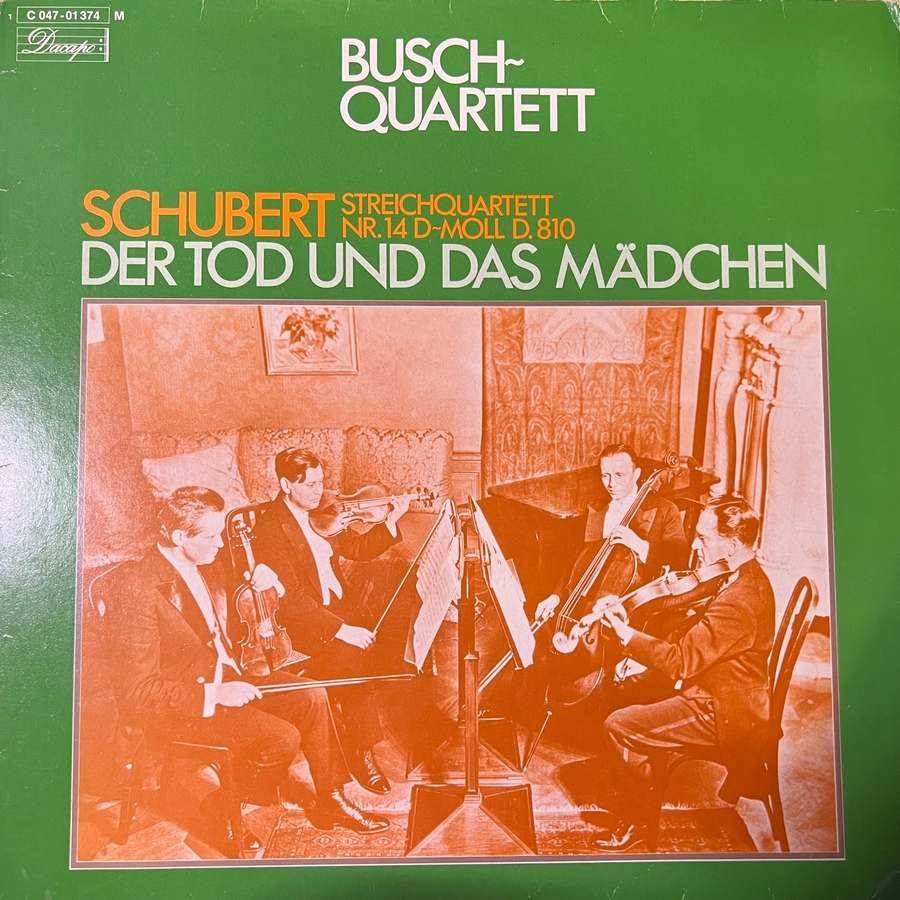 1 C 047-01374 M
Dacapo
BUSCH~
QUARTETT
SCHUBERT STREICHQUARTETT
NR.14 D~MOLL D.810
DER TOD UND DAS MÄDCHEN